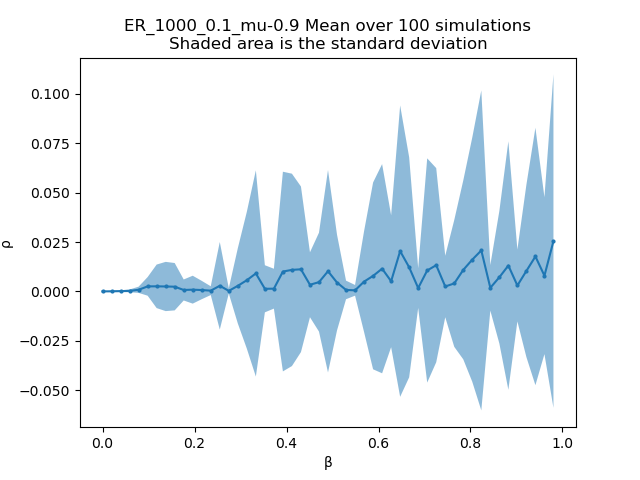 ER_1000_0.1_mu-0.9 Mean over 100 simulations
Shaded area is the standard deviation
0.100
0.075
0.050
0.025
0.000
−0.025
−0.050
ρ
0.0 0.2 0.4 0.6 0.8 1.0
β